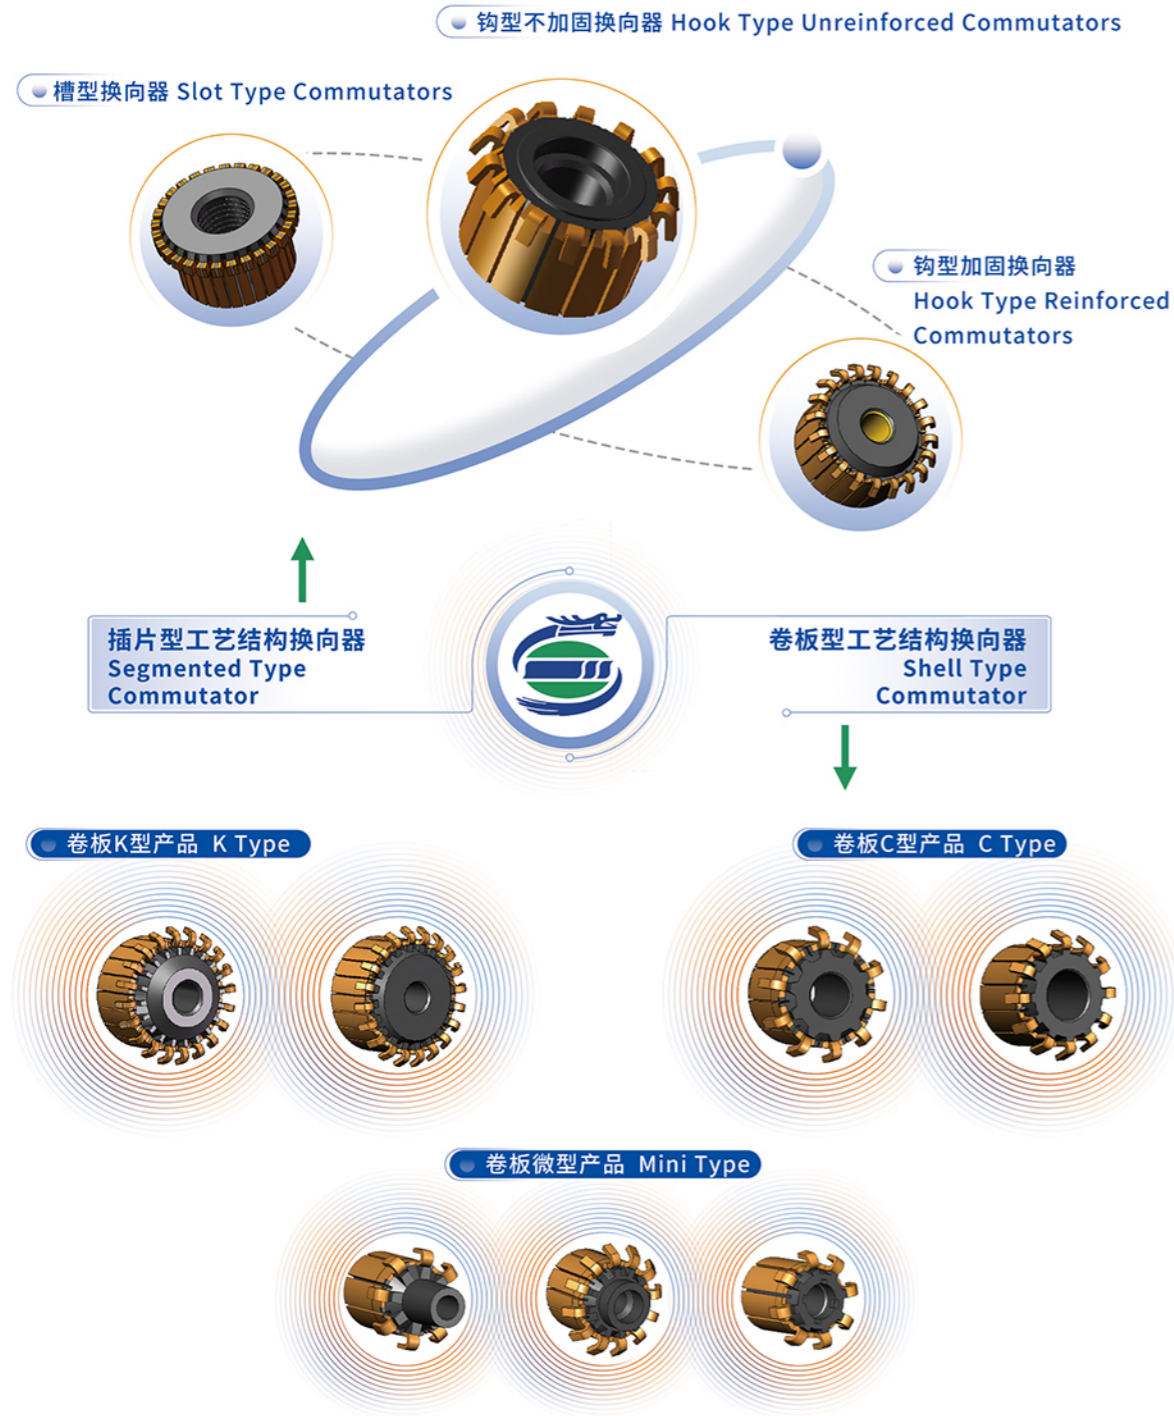 钩型不加固换向器 Hook Type Unreinforced Commutators
槽型换向器 Slot Type Commutators
钩型加固换向器
Hook Type Reinforced
Commutators
插片型工艺结构换向器
Segmented Type
Commutator
卷板型工艺结构换向器
Shell Type
Commutator
卷板K型产品 K Type
卷板C型产品 C Type
卷板微型产品 Mini Type